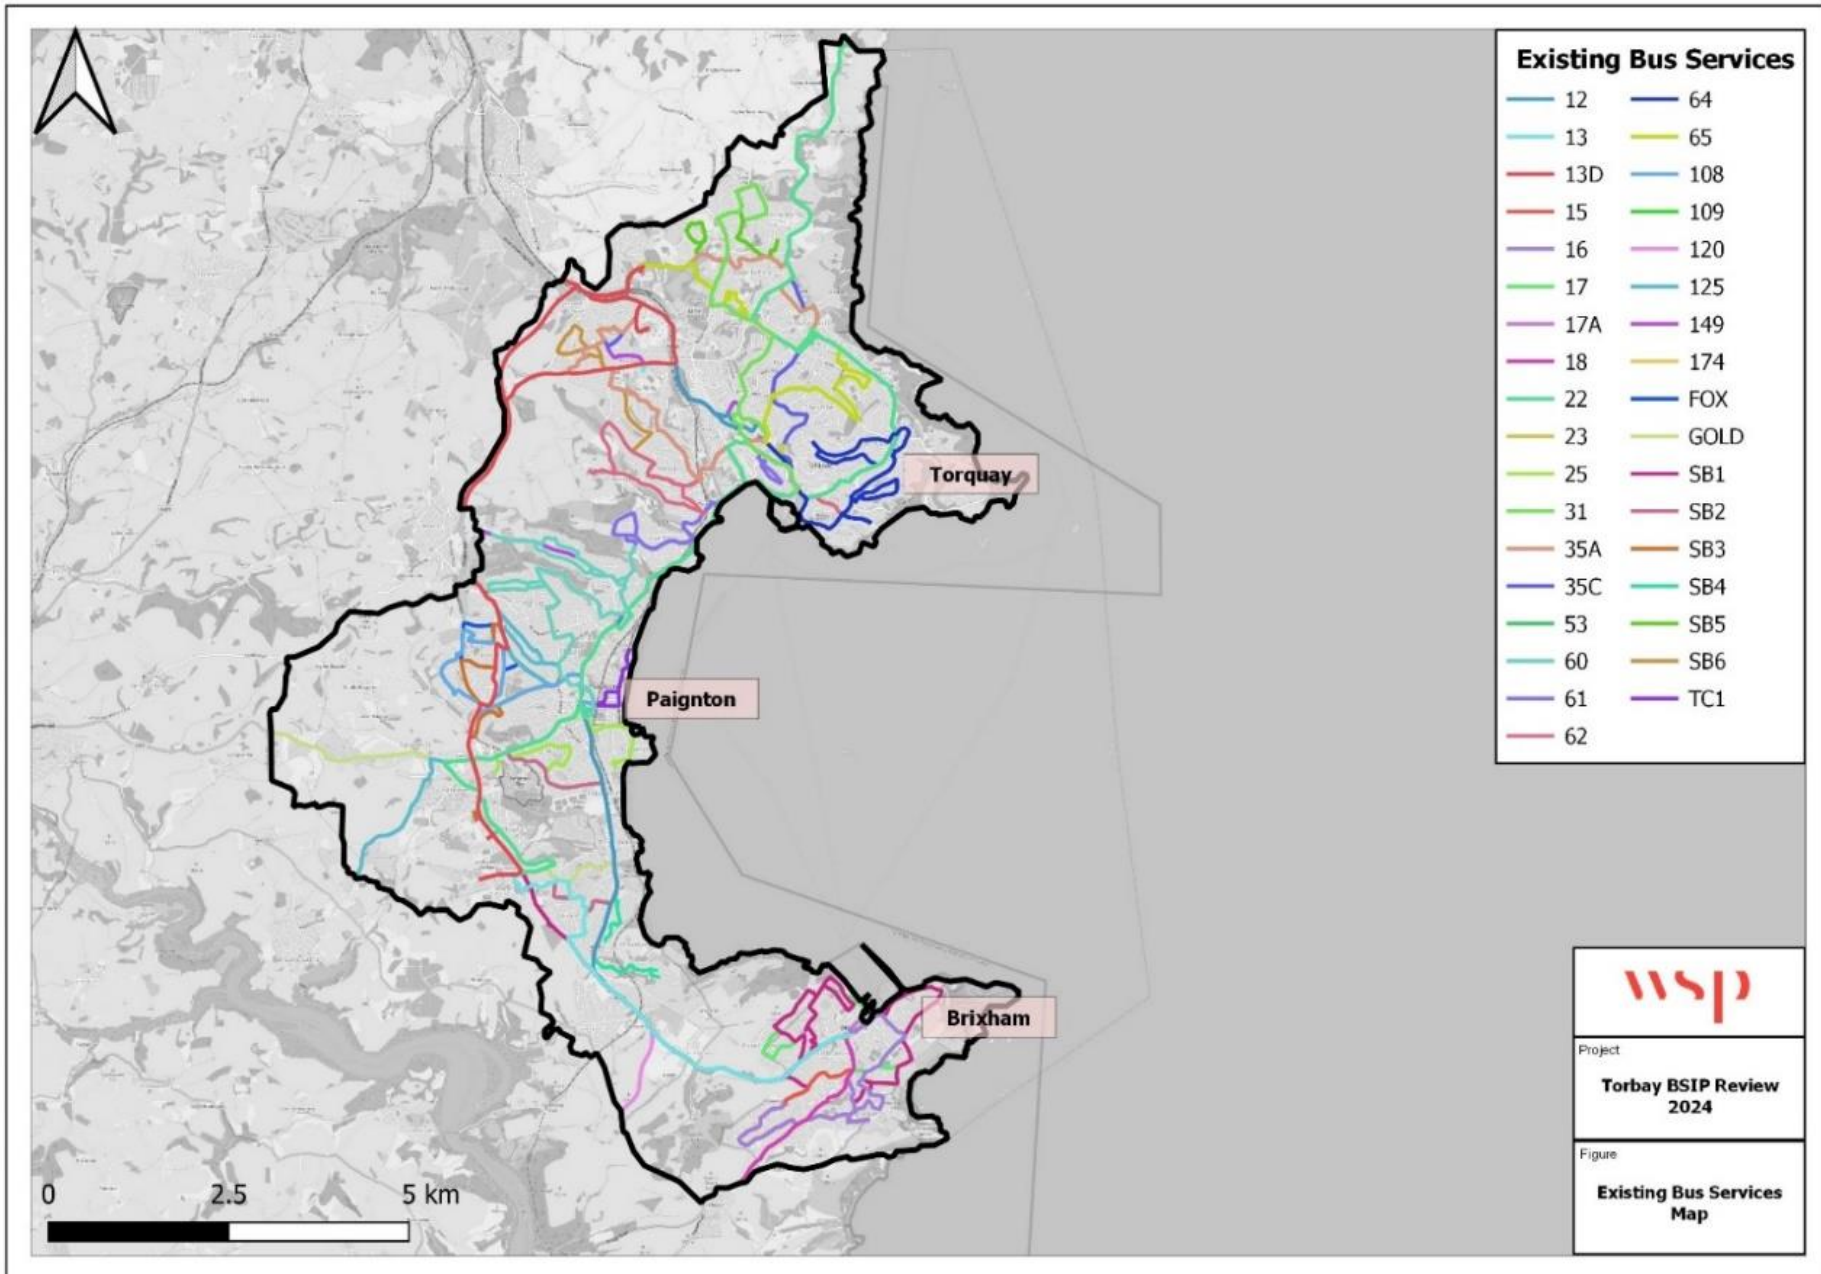 Existing Bus Services
12
13
13D
15
16
17
17A
18
22
23
25
31
35A
35C
53
60
61
62
64
65
108
109
120
125
149
174
FOX
GOLD
SB1
SB2
SB3
SB4
SB5
SB6
TC1
Torquay
Paignton
Brixham
0 2.5 5 km
wsp
Project
Torbay BSIP Review
2024
Figure
Existing Bus Services
Map